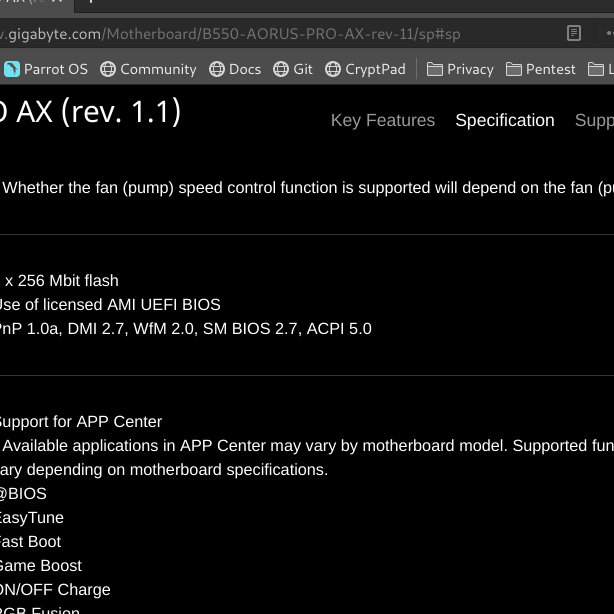 .gigabyte.com/Motherboard/B550-AORUS-PRO-AX-rev-11/sp#sp
Parrot OS Community Docs Git CryptPad Privacy Pentest
AX (rev. 1.1)
Key Features Specification Supp
Whether the fan (pump) speed control function is supported will depend on the fan (p
x 256 Mbit flash
Use of licensed AMI UEFI BIOS
PnP 1.0a, DMI 2.7, WfM 2.0, SM BIOS 2.7, ACPI 5.0
Support for APP Center
Available applications in APP Center may vary by motherboard model. Supported fun
ary depending on motherboard specifications.
@BIOS
EasyTune
Fast Boot
Game Boost
ON/OFF Charge
RGB Fusion